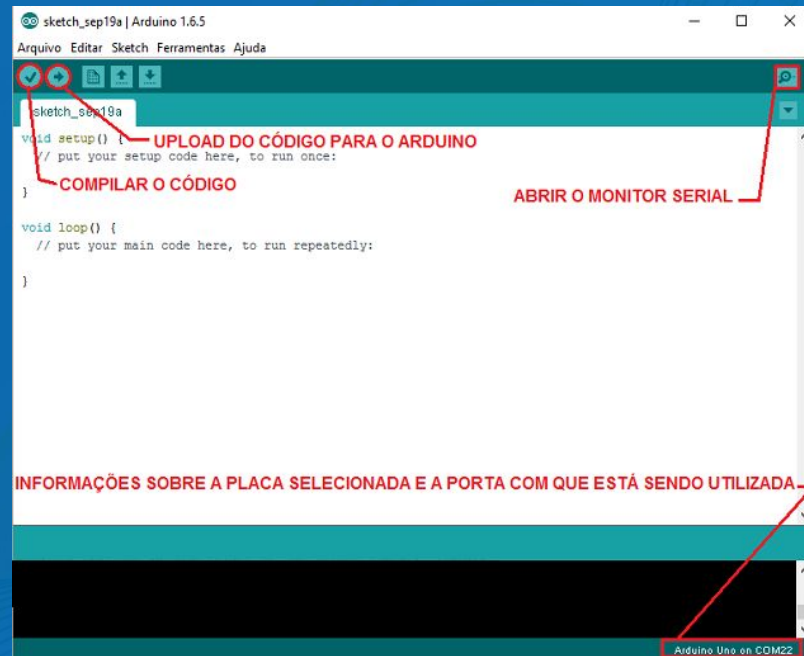 sketch_sep19a | Arduino 1.6.5
Arquivo Editar Sketch Ferramentas Ajuda
sketch_sep19a
void setup() {
UPLOAD DO CÓDIGO PARA O ARDUINO
// put your setup code here, to run once:
COMPILAR O CÓDIGO
}
ABRIR O MONITOR SERIAL
void loop() {
// put your main code here, to run repeatedly:
}
INFORMAÇÕES SOBRE A PLACA SELECIONADA E A PORTA COM QUE ESTÁ SENDO UTILIZADA
Arduino Uno on COM22